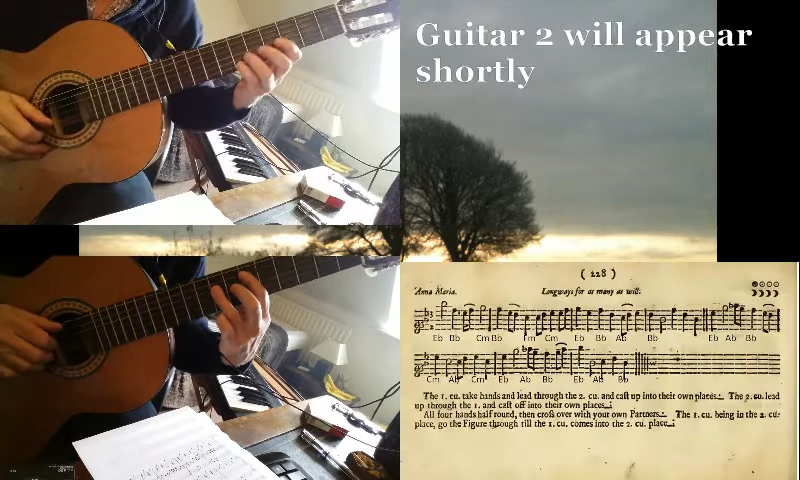 Guitar 2 will appear
shortly
( 228 )
Anna Maria. Longways for as many as will.
Eb Bb Cm Bb Fm Cm Eb Bb Ab Bb Eb Ab Bb
Cm Ab Cm Eb Ab Bb Eb Ab Bb
The 1. cu. take hands and lead through the 2. cu. and cast up into their own places. The 2. cu. lead
up through the 1. and cast off into their own places.
All four hands half round, then cross over with your own Partners. The 1. cu. being in the 2. cu.
place, go the Figure through till the 1. cu. comes into the 2. cu. place.